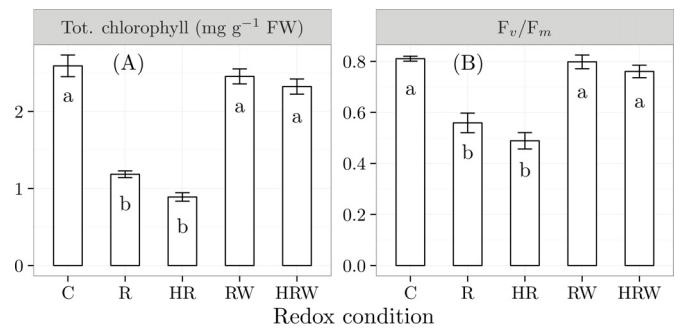 Tot. chlorophyll (mg g⁻¹ FW)
(A)
2
1
0
a
b
b
a
a
C R HR RW HRW
Fᵥ/Fₘ
(B)
0.8
0.6
0.4
0.2
0.0
a
b
b
a
a
C R HR RW HRW
Redox condition